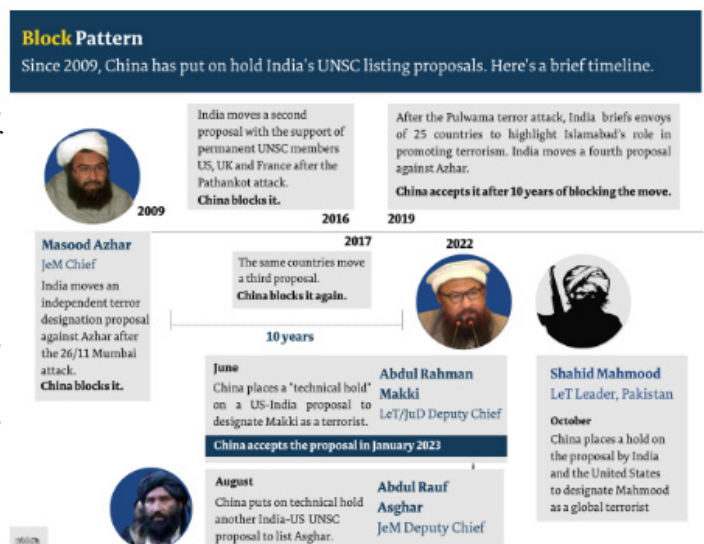 Block Pattern
Since 2009, China has put on hold India's UNSC listing proposals. Here's a brief timeline.
2009
Masood Azhar
JeM Chief
India moves an
independent terror
designation proposal
against Azhar after
the 26/11 Mumbai
attack.
China blocks it.
India moves a second
proposal with the support of
permanent UNSC members
US, UK and France after the
Pathankot attack.
China blocks it.
2016
2017
The same countries move
a third proposal.
China blocks it again.
10 years
After the Pulwama terror attack, India briefs envoys
of 25 countries to highlight Islamabad's role in
promoting terrorism. India moves a fourth proposal
against Azhar.
China accepts it after 10 years of blocking the move.
2019
2022
June
China places a "technical hold"
on a US-India proposal to
designate Makki as a terrorist.
Abdul Rahman
Makki
LeT/JuD Deputy Chief
China accepts the proposal in January 2023
August
China puts on technical hold
another India-US UNSC
proposal to list Asghar.
Abdul Rauf
Asghar
JeM Deputy Chief
Shahid Mahmood
LeT Leader, Pakistan
October
China places a hold on
the proposal by India
and the United States
to designate Mahmood
as a global terrorist